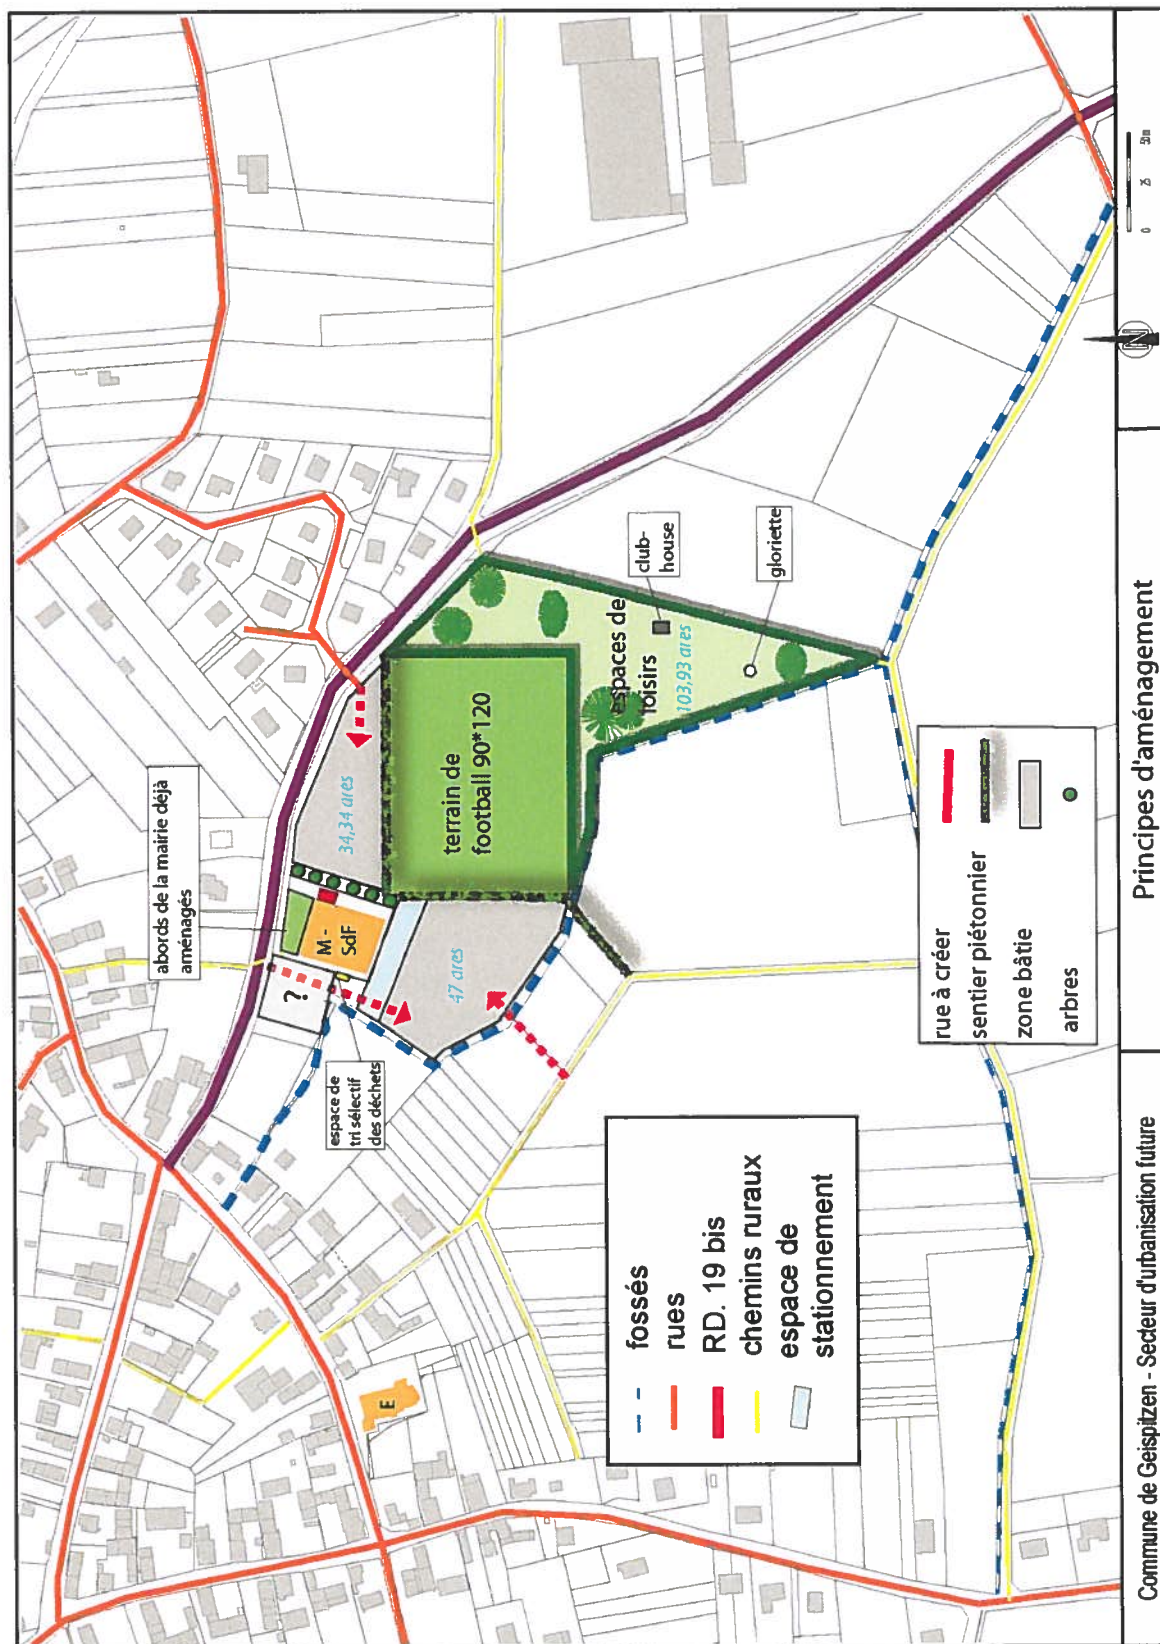 abords de la mairie déjà
aménagés
?
M -
SdF
34,34 ares
47 ares
espace de
tri sélectif
des déchets
terrain de
football 90*120
espaces de
loisirs
103,93 ares
club-
house
gloriette
E
fossés
rues
RD. 19 bis
chemins ruraux
espace de
stationnement
rue à créer
sentier piétonnier
zone bâtie
arbres
Commune de Geispitzen - Secteur d'urbanisation future
Principes d'aménagement
N
0 25 50m